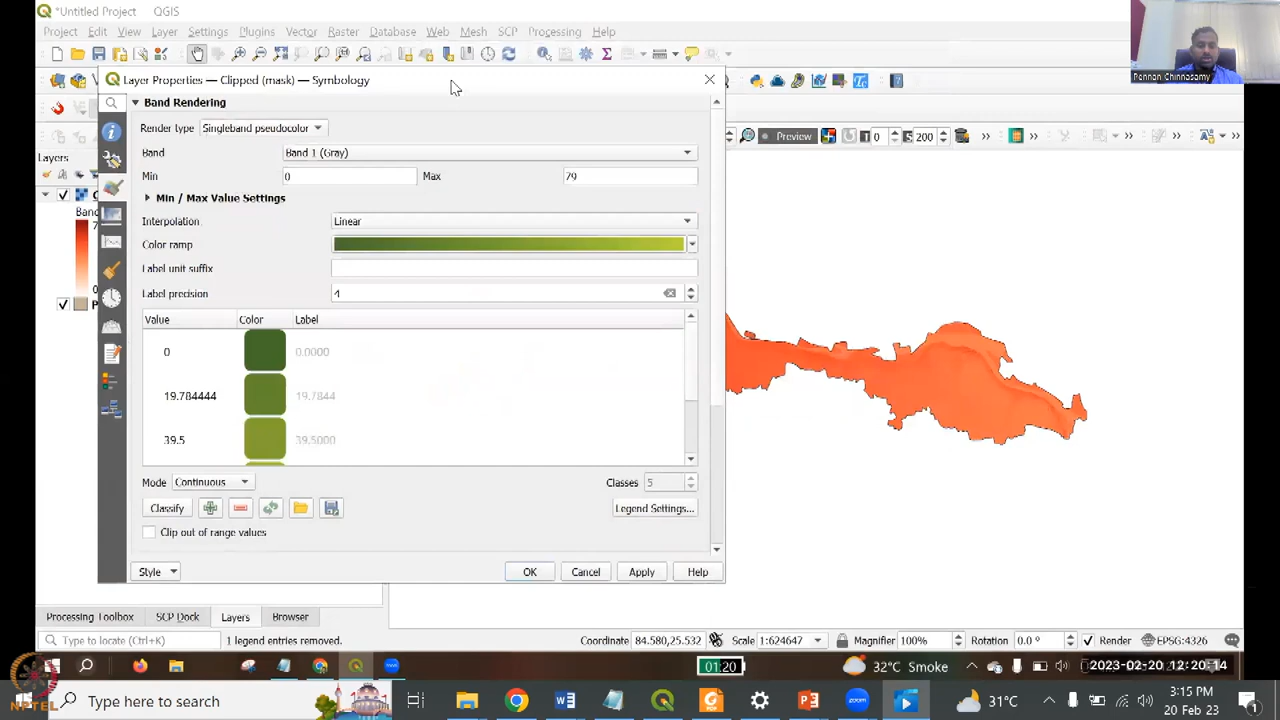 *Untitled Project — QGIS
Project Edit View Layer Settings Plugins Vector Raster Database Web Mesh SCP Processing Help
Pennan Chinnasamy
Layer Properties — Clipped (mask) — Symbology
Band Rendering
Render type Singleband pseudocolor
Band Band 1 (Gray)
Min 0 Max 79
Min / Max Value Settings
Interpolation Linear
Color ramp
Label unit suffix
Label precision 4
Value Color Label
0 0.0000
19.784444 19.7844
39.5 39.5000
Mode Continuous Classes 5
Classify Legend Settings...
Clip out of range values
Style OK Cancel Apply Help
Preview T 0 S 200
Layers
Processing Toolbox SCP Dock Layers Browser
Type to locate (Ctrl+K) 1 legend entries removed. Coordinate 84.580,25.532 Scale 1:624647 Magnifier 100% Rotation 0.0 ° Render EPSG:4326
01:20 32°C Smoke 2023-02-20 12:20:14
NPTEL
Type here to search 31°C 3:15 PM
20 Feb 23 1